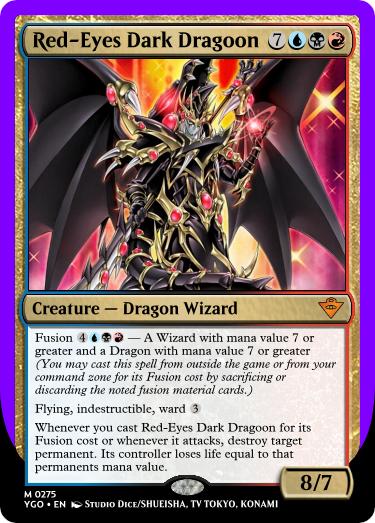 Red-Eyes Dark Dragoon 7
Creature — Dragon Wizard
Fusion 4 — A Wizard with mana value 7 or
greater and a Dragon with mana value 7 or greater
(You may cast this spell from outside the game or from your
command zone for its Fusion cost by sacrificing or
discarding the noted fusion material cards.)
Flying, indestructible, ward 3
Whenever you cast Red-Eyes Dark Dragoon for its
Fusion cost or whenever it attacks, destroy target
permanent. Its controller loses life equal to that
permanents mana value.
8/7
M 0275
YGO • EN Studio Dice/SHUEISHA, TV TOKYO, KONAMI